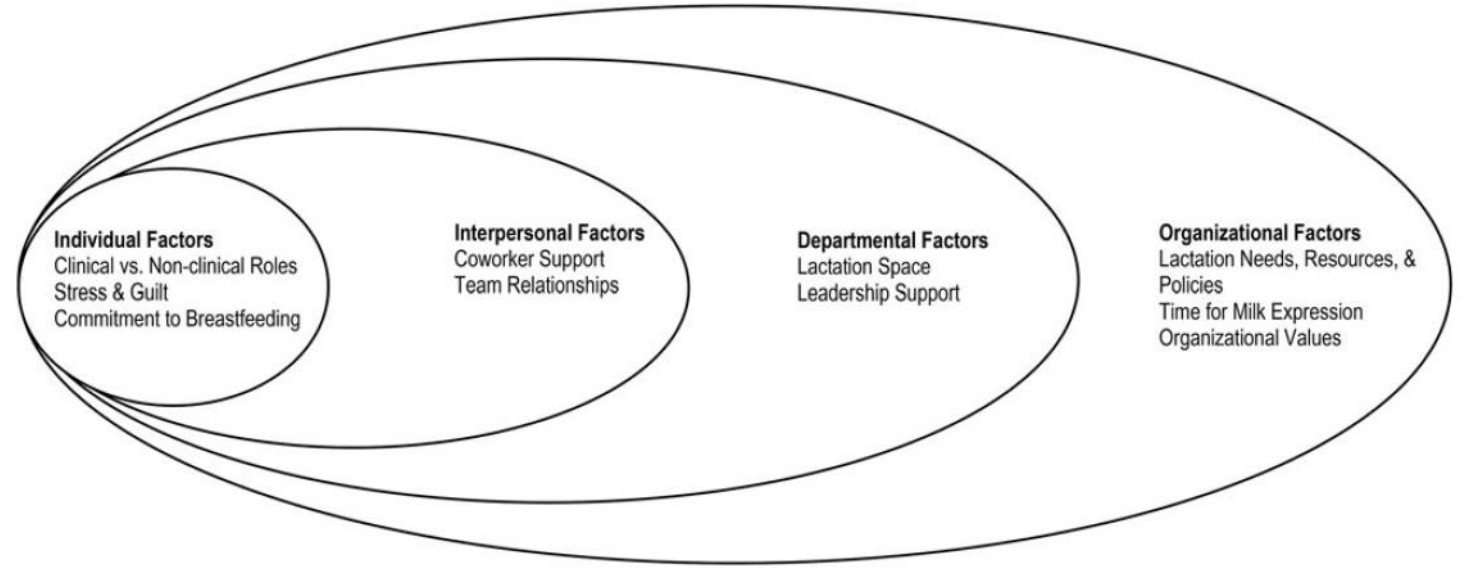 Individual Factors
Clinical vs. Non-clinical Roles
Stress & Guilt
Commitment to Breastfeeding
Interpersonal Factors
Coworker Support
Team Relationships
Departmental Factors
Lactation Space
Leadership Support
Organizational Factors
Lactation Needs, Resources, &
Policies
Time for Milk Expression
Organizational Values